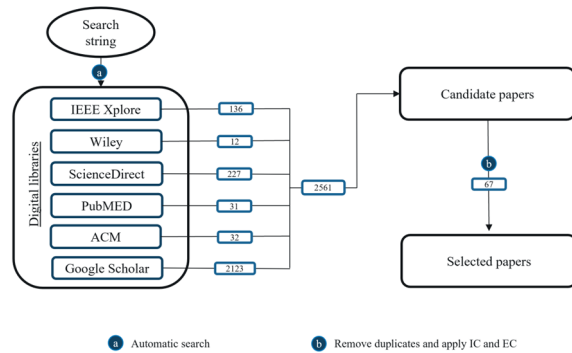 Search
string
a
Digital libraries
IEEE Xplore
136
Wiley
12
ScienceDirect
227
PubMED
31
ACM
32
Google Scholar
2123
2561
Candidate papers
b
67
Selected papers
a Automatic search
b Remove duplicates and apply IC and EC